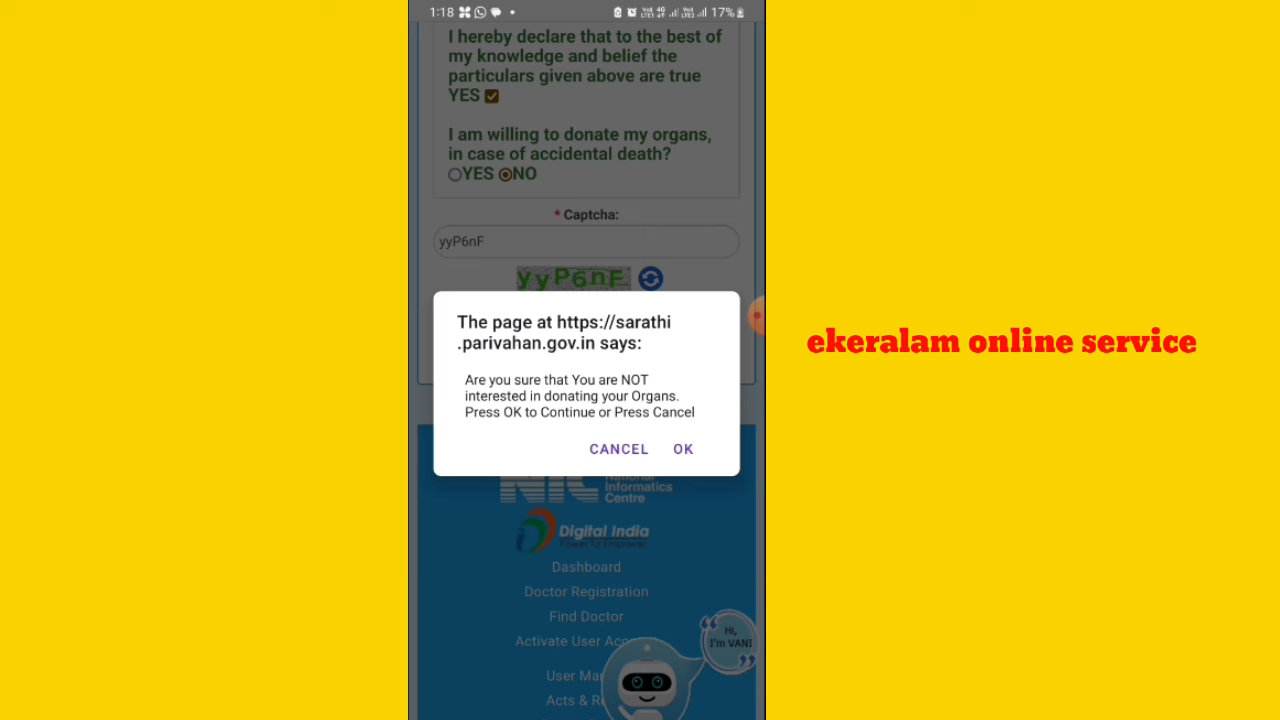 1:18
17%
I hereby declare that to the best of
my knowledge and belief the
particulars given above are true
YES
I am willing to donate my organs,
in case of accidental death?
YES NO
* Captcha:
yyP6nF
yyP6nF
The page at https://sarathi
.parivahan.gov.in says:
Are you sure that You are NOT
interested in donating your Organs.
Press OK to Continue or Press Cancel
CANCEL OK
ekeralam online service
NIC
Informatics
Centre
Digital India
Power To Empower
Dashboard
Doctor Registration
Find Doctor
Activate User
Hi,
I'm VANI
User
Acts &